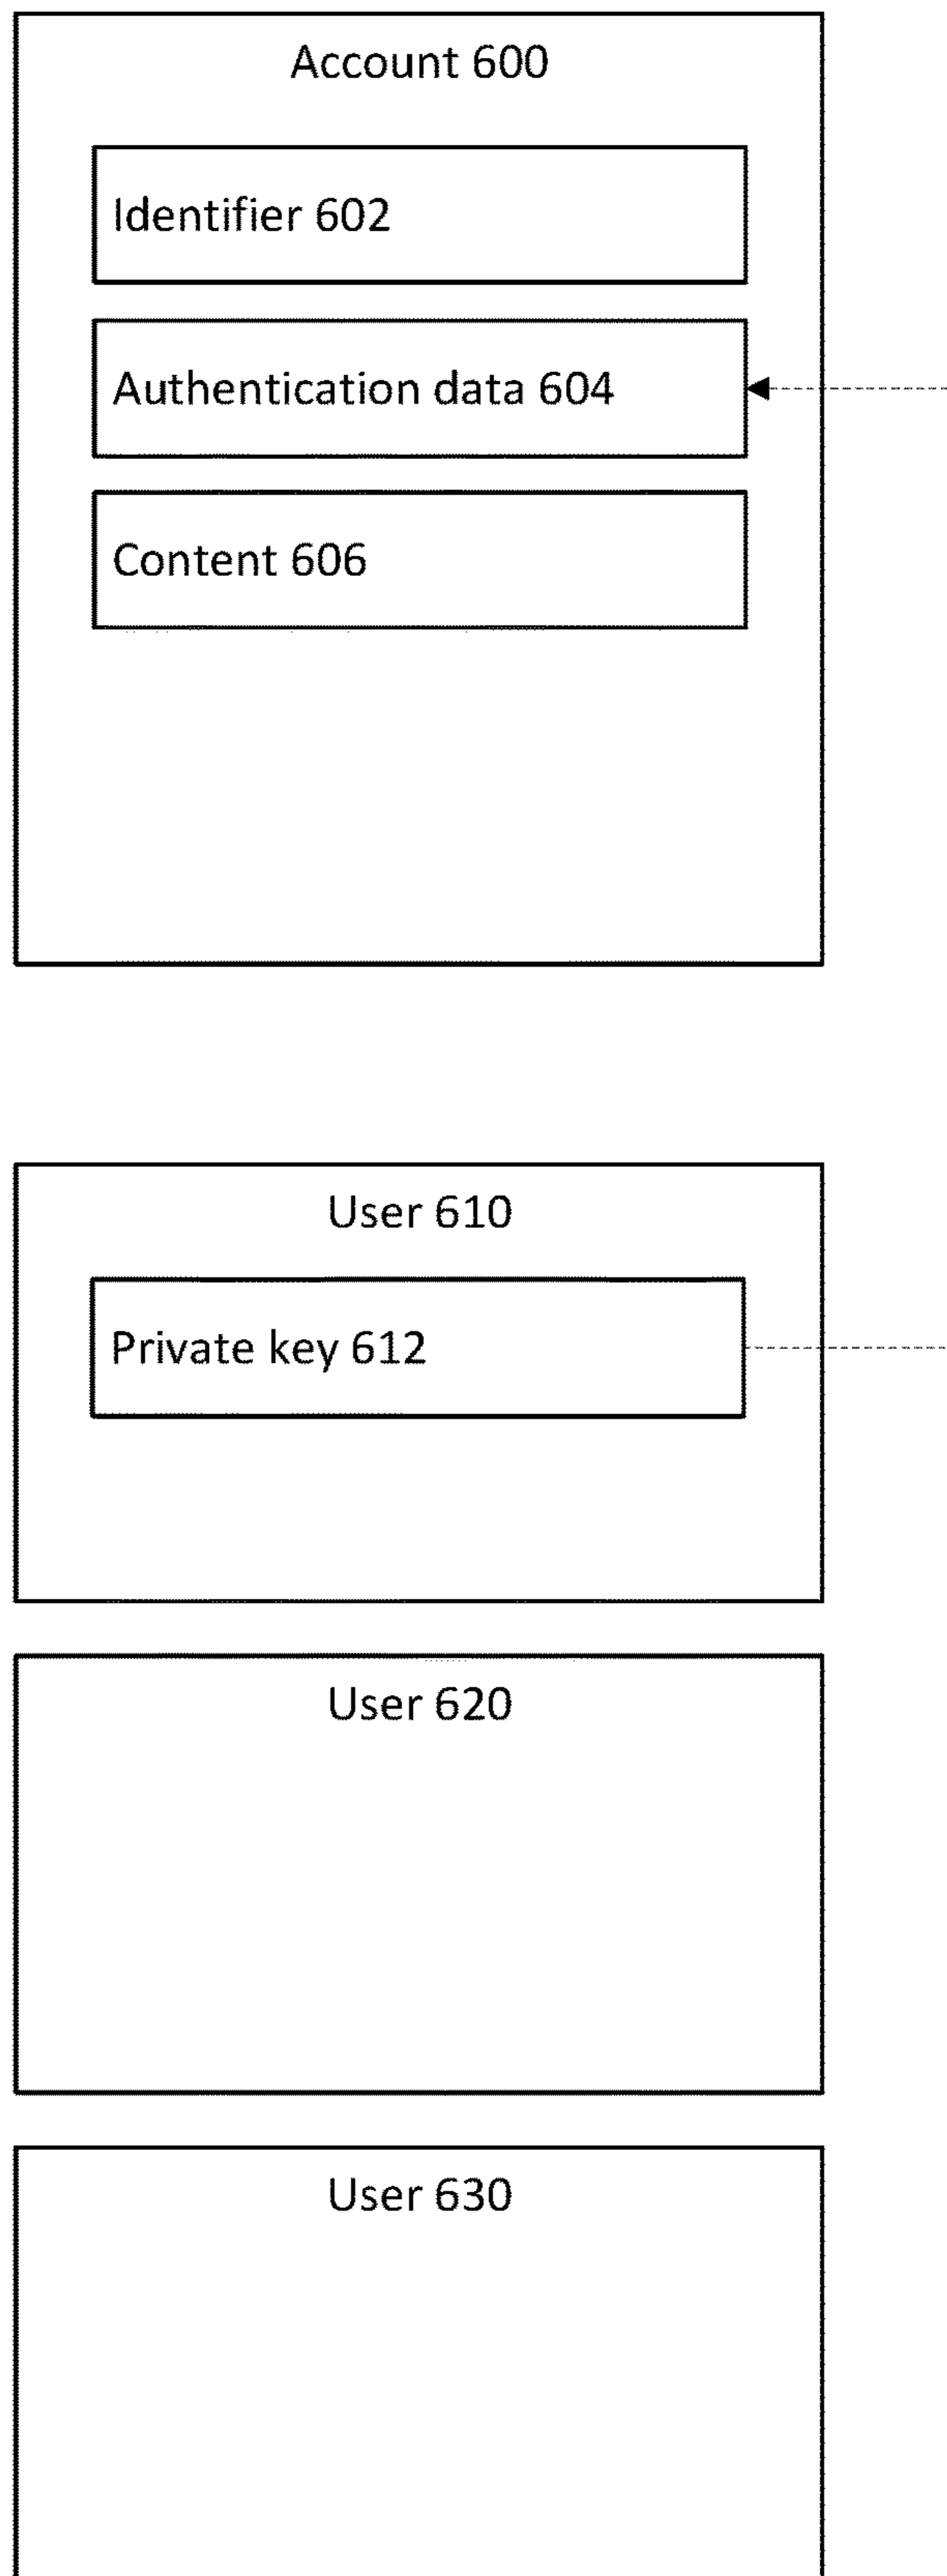 Account 600
Identifier 602
Authentication data 604
Content 606
User 610
Private key 612
User 620
User 630